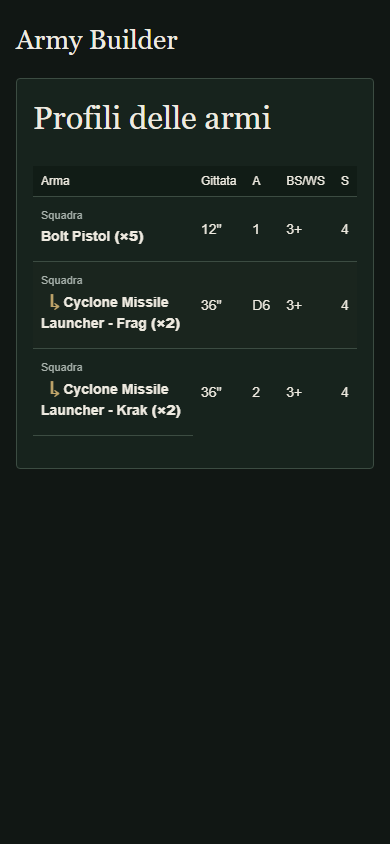 Army Builder
Profili delle armi
Arma Gittata A BS/WS S
Squadra
Bolt Pistol (×5) 12" 1 3+ 4
Squadra
↳ Cyclone Missile
Launcher - Frag (×2) 36" D6 3+ 4
Squadra
↳ Cyclone Missile
Launcher - Krak (×2) 36" 2 3+ 4